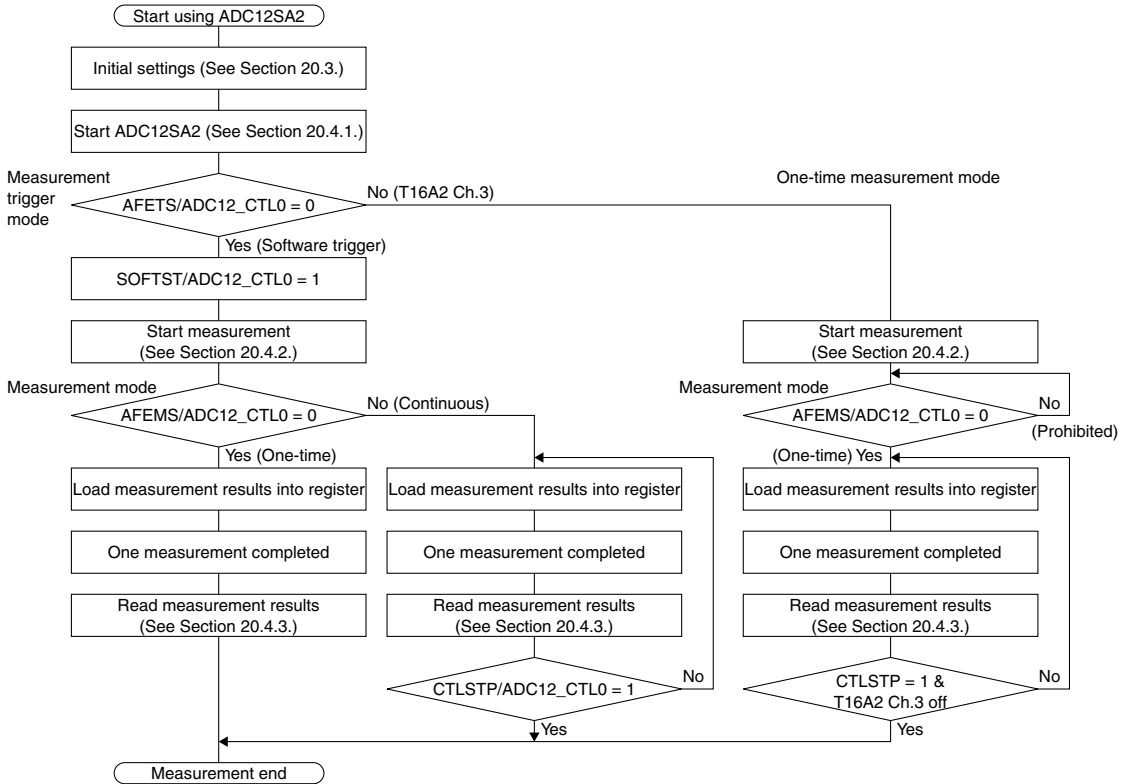 Start using ADC12SA2
Initial settings (See Section 20.3.)
Start ADC12SA2 (See Section 20.4.1.)
Measurement
trigger
mode
AFETS/ADC12_CTL0 = 0
No (T16A2 Ch.3)
One-time measurement mode
Yes (Software trigger)
SOFTST/ADC12_CTL0 = 1
Start measurement
(See Section 20.4.2.)
Start measurement
(See Section 20.4.2.)
Measurement mode
AFEMS/ADC12_CTL0 = 0
No (Continuous)
Measurement mode
AFEMS/ADC12_CTL0 = 0
No
(Prohibited)
Yes (One-time)
(One-time) Yes
Load measurement results into register
Load measurement results into register
Load measurement results into register
One measurement completed
One measurement completed
One measurement completed
Read measurement results
(See Section 20.4.3.)
Read measurement results
(See Section 20.4.3.)
Read measurement results
(See Section 20.4.3.)
CTLSTP/ADC12_CTL0 = 1
No
CTLSTP = 1 &
T16A2 Ch.3 off
No
Yes
Yes
Measurement end